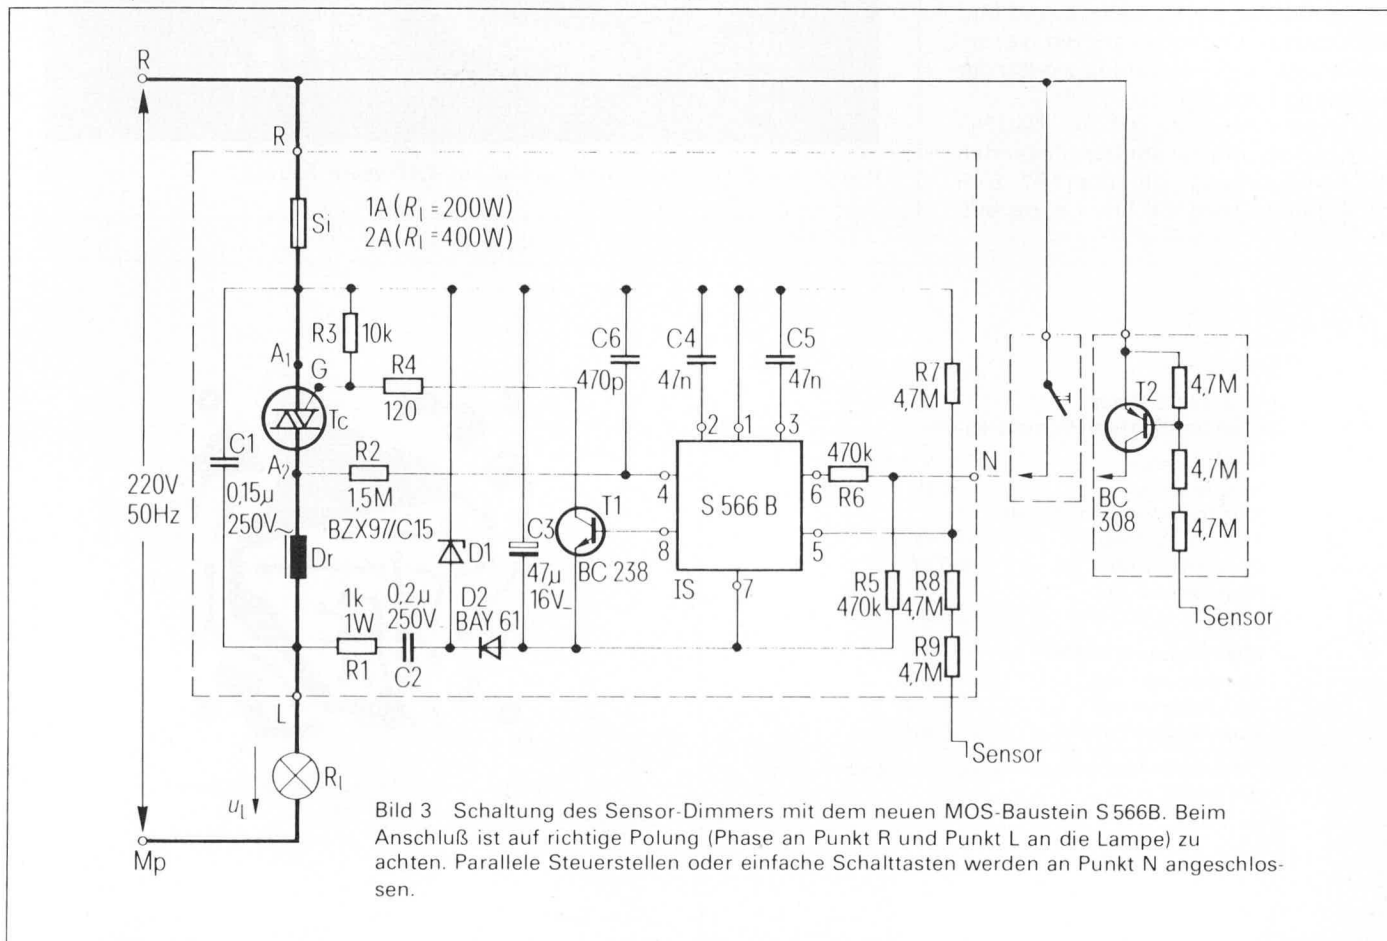 R
R
Si
1A (Rl = 200W)
2A (Rl = 400W)
R3
10k
A1
G
R4
120
Tc
C1
0,15µ
250V~
A2
R2
1,5M
220V
50Hz
BZX97//C15
D1
Dr
C3
47µ
16V_
T1
BC 238
C6
470p
C4
47n
C5
47n
2
1
3
4
8
6
5
7
S 566 B
IS
470k
R6
R7
4,7M
N
R5
470k
R8
4,7M
R9
4,7M
T2
BC
308
4,7M
4,7M
4,7M
Sensor
1k
1W
R1
0,2µ
250V_
C2
D2
BAY 61
Sensor
L
Rl
ul
Mp
Bild 3 Schaltung des Sensor-Dimmers mit dem neuen MOS-Baustein S 566B. Beim
Anschluß ist auf richtige Polung (Phase an Punkt R und Punkt L an die Lampe) zu
achten. Parallele Steuerstellen oder einfache Schalttasten werden an Punkt N angeschlos-
sen.